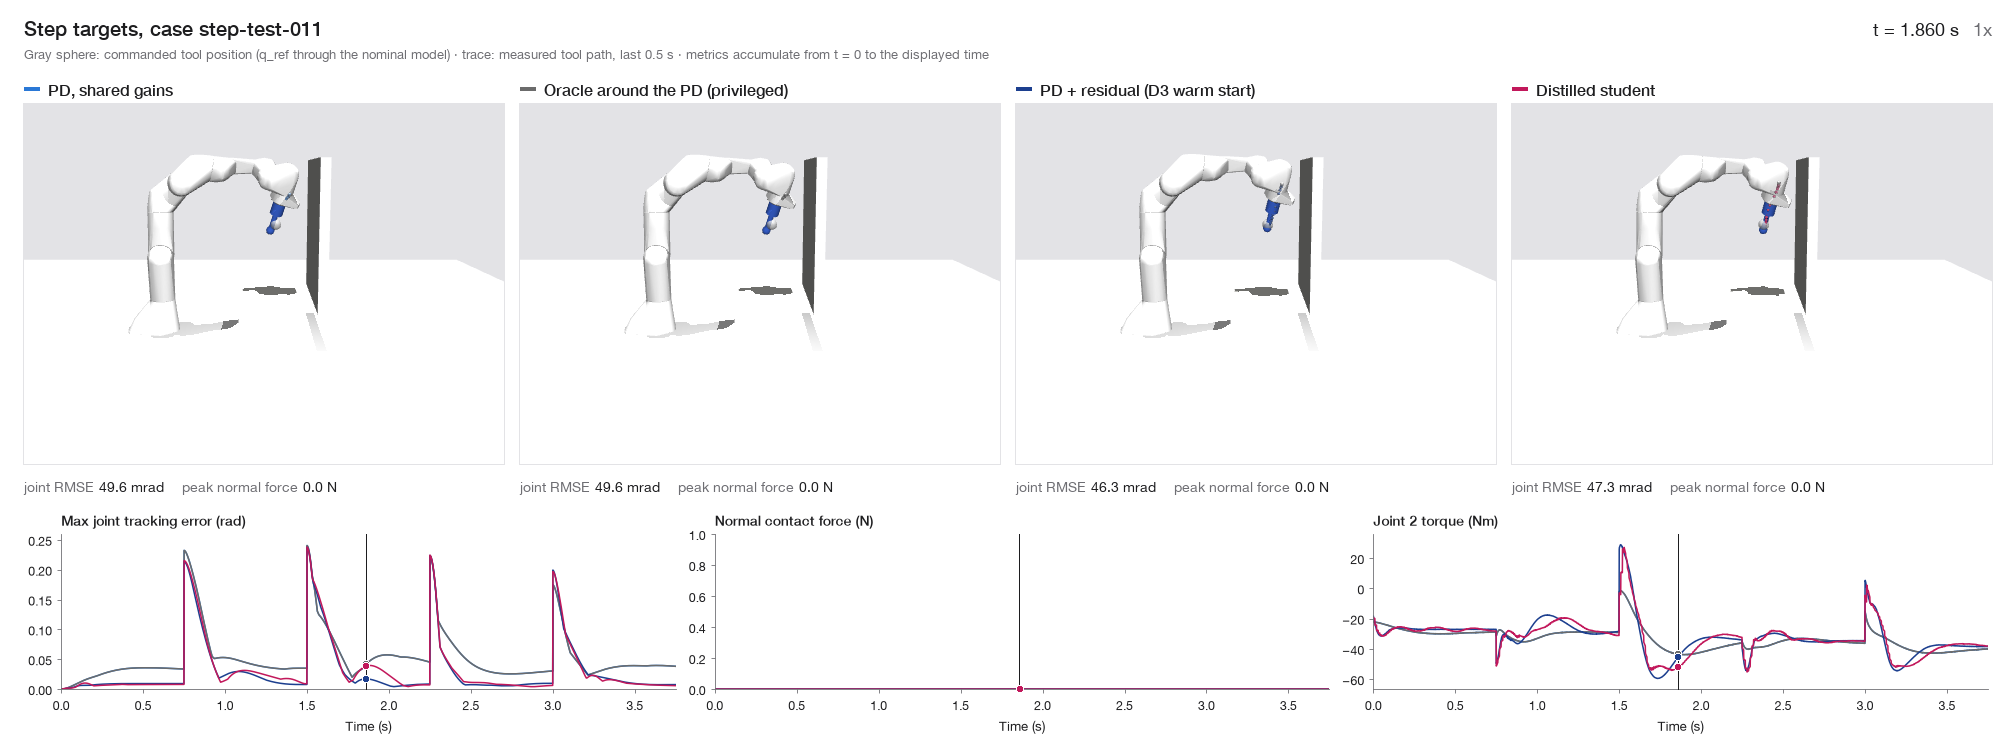 Step targets, case step-test-011
t = 1.860 s 1x
Gray sphere: commanded tool position (q_ref through the nominal model) · trace: measured tool path, last 0.5 s · metrics accumulate from t = 0 to the displayed time
PD, shared gains
Oracle around the PD (privileged)
PD + residual (D3 warm start)
Distilled student
joint RMSE 49.6 mrad peak normal force 0.0 N
joint RMSE 49.6 mrad peak normal force 0.0 N
joint RMSE 46.3 mrad peak normal force 0.0 N
joint RMSE 47.3 mrad peak normal force 0.0 N
Max joint tracking error (rad)
0.25
0.20
0.15
0.10
0.05
0.00
0.0 0.5 1.0 1.5 2.0 2.5 3.0 3.5
Time (s)
Normal contact force (N)
1.0
0.8
0.6
0.4
0.2
0.0
0.0 0.5 1.0 1.5 2.0 2.5 3.0 3.5
Time (s)
Joint 2 torque (Nm)
20
0
−20
−40
−60
0.0 0.5 1.0 1.5 2.0 2.5 3.0 3.5
Time (s)